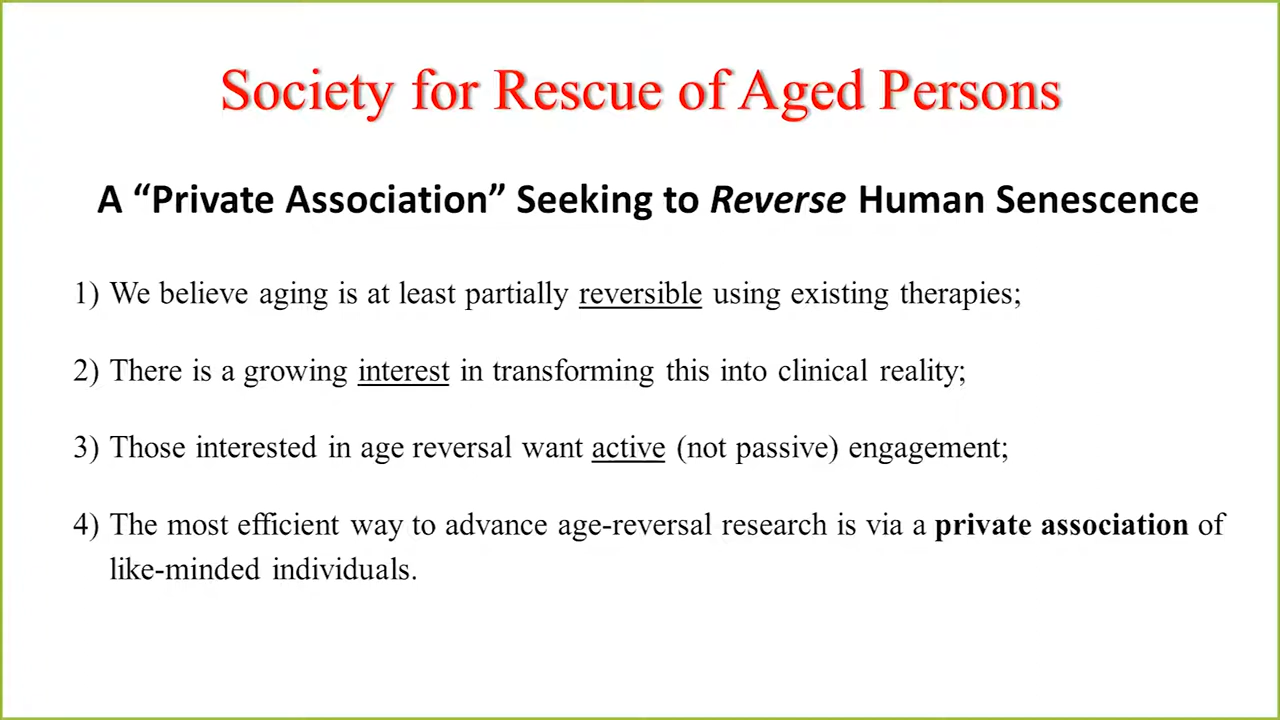 Society for Rescue of Aged Persons
A “Private Association” Seeking to Reverse Human Senescence
1) We believe aging is at least partially reversible using existing therapies;
2) There is a growing interest in transforming this into clinical reality;
3) Those interested in age reversal want active (not passive) engagement;
4) The most efficient way to advance age-reversal research is via a private association of
like-minded individuals.